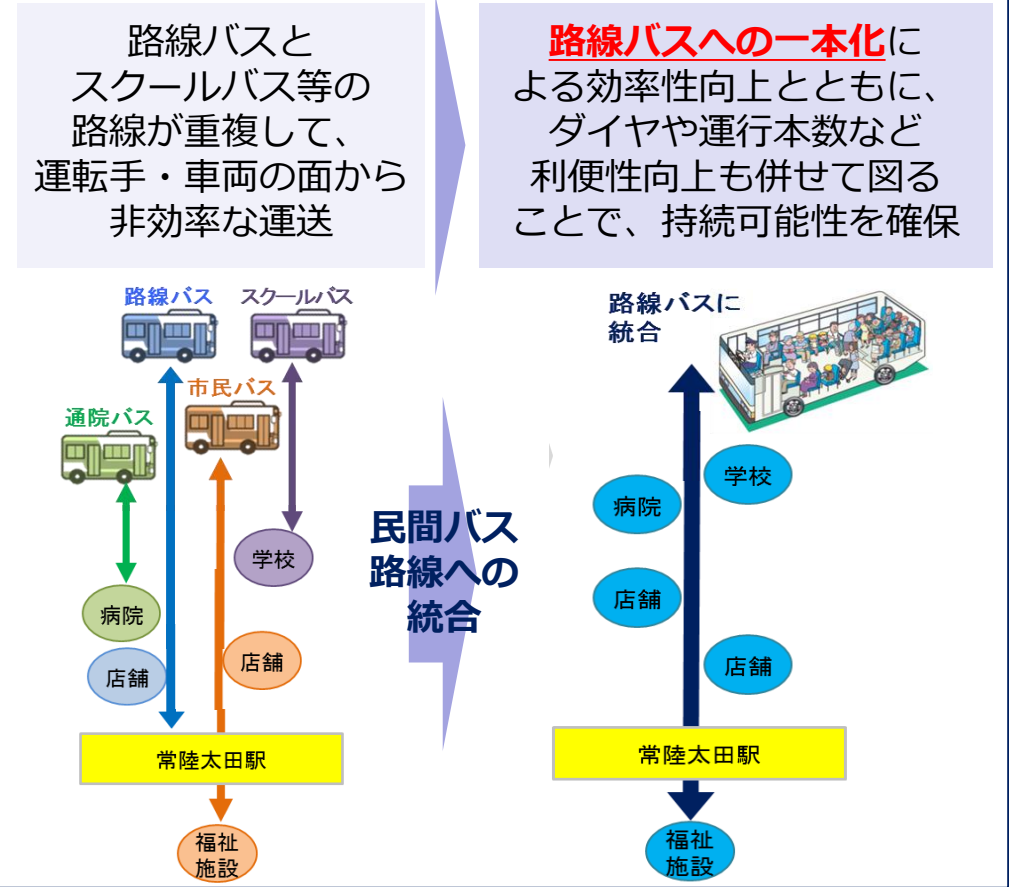 路線バスと
スクールバス等の
路線が重複して、
運転手・車両の面から
非効率な運送
路線バスへの一本化に
よる効率性向上とともに、
ダイヤや運行本数など
利便性向上も併せて図る
ことで、持続可能性を確保
路線バス
スクールバス
市民バス
通院バス
学校
病院
店舗
店舗
常陸太田駅
福祉
施設
民間バス
路線への
統合
路線バスに
統合
学校
病院
店舗
店舗
常陸太田駅
福祉
施設